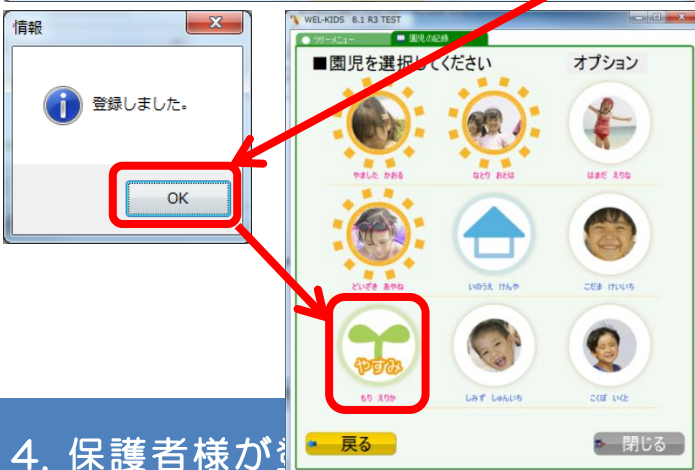 情報
登録しました。
OK
WEL-KIDS 8.1 R3 TEST
ツリーメニュー
園児の記録
■園児を選択してください
オプション
やました かおる
なとり おとは
はまだ えりな
どいざき あやね
いのうえ けんや
こだま けいいち
やすみ
もり えりか
しみず しゅんいち
こくぼ いくと
戻る
閉じる
4. 保護者様が